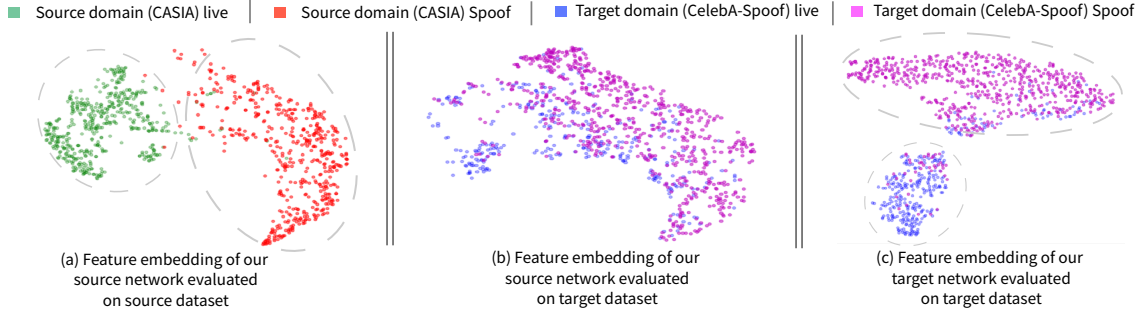 Source domain (CASIA) live
Source domain (CASIA) Spoof
Target domain (CelebA-Spoof) live
Target domain (CelebA-Spoof) Spoof
(a) Feature embedding of our
source network evaluated
on source dataset
(b) Feature embedding of our
source network evaluated
on target dataset
(c) Feature embedding of our
target network evaluated
on target dataset